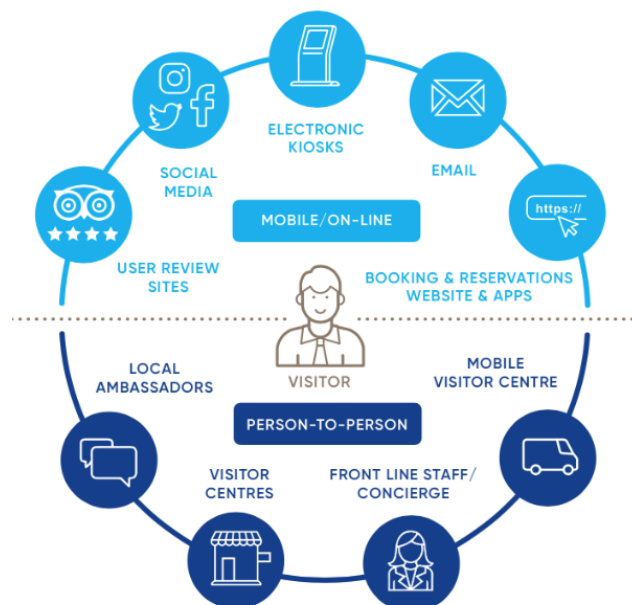 ELECTRONIC
KIOSKS
SOCIAL
MEDIA
EMAIL
MOBILE/ON-LINE
https://
USER REVIEW
SITES
BOOKING & RESERVATIONS
WEBSITE & APPS
VISITOR
LOCAL
AMBASSADORS
MOBILE
VISITOR CENTRE
PERSON-TO-PERSON
VISITOR
CENTRES
FRONT LINE STAFF/
CONCIERGE